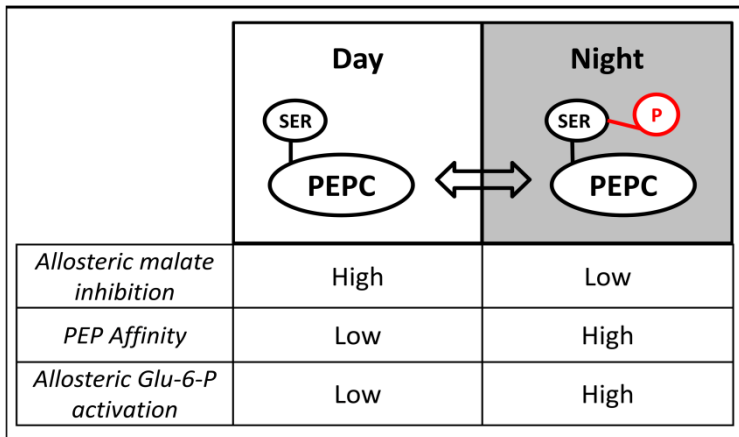 Day Night
SER SER P
PEPC PEPC
Allosteric malate
inhibition High Low
PEP Affinity Low High
Allosteric Glu-6-P
activation Low High